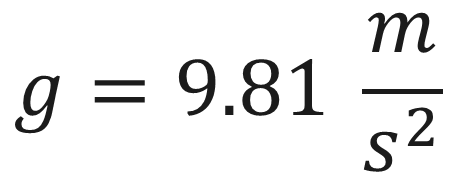 g = 9.81 m/s²